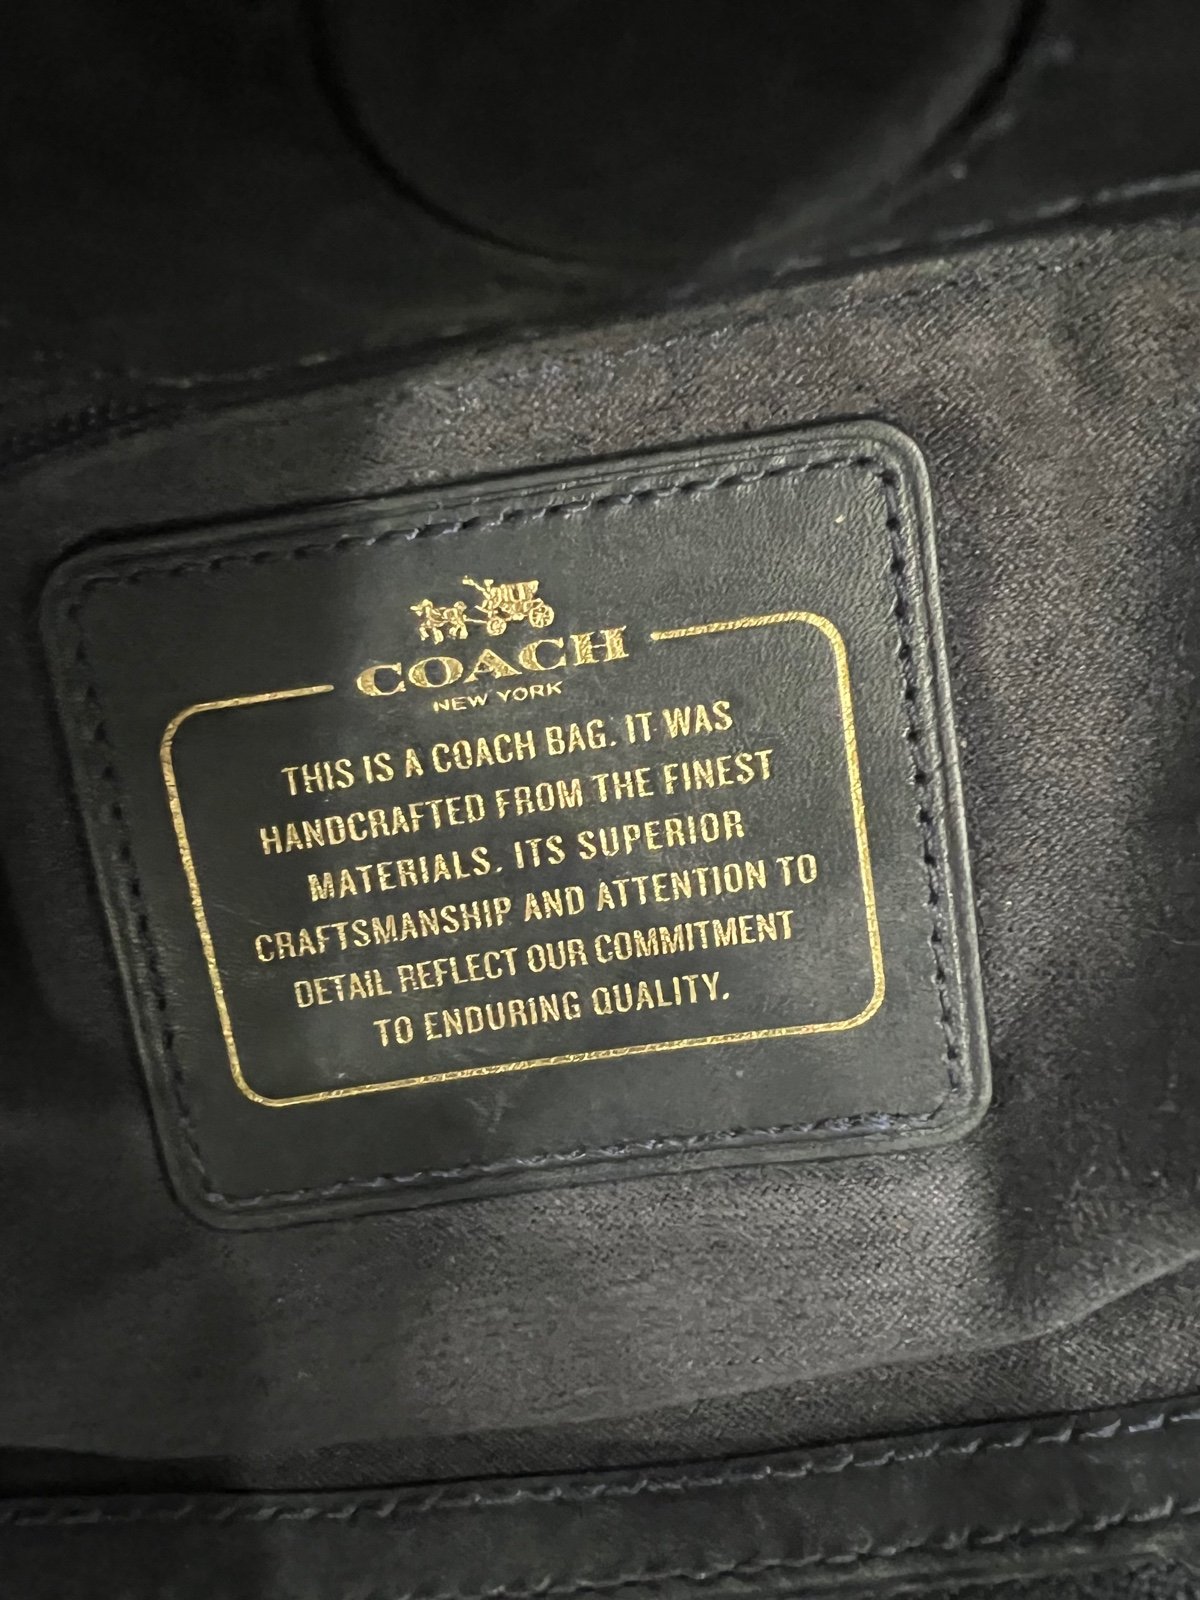 COACH
NEW YORK
THIS IS A COACH BAG. IT WAS
HANDCRAFTED FROM THE FINEST
MATERIALS. ITS SUPERIOR
CRAFTSMANSHIP AND ATTENTION TO
DETAIL REFLECT OUR COMMITMENT
TO ENDURING QUALITY.